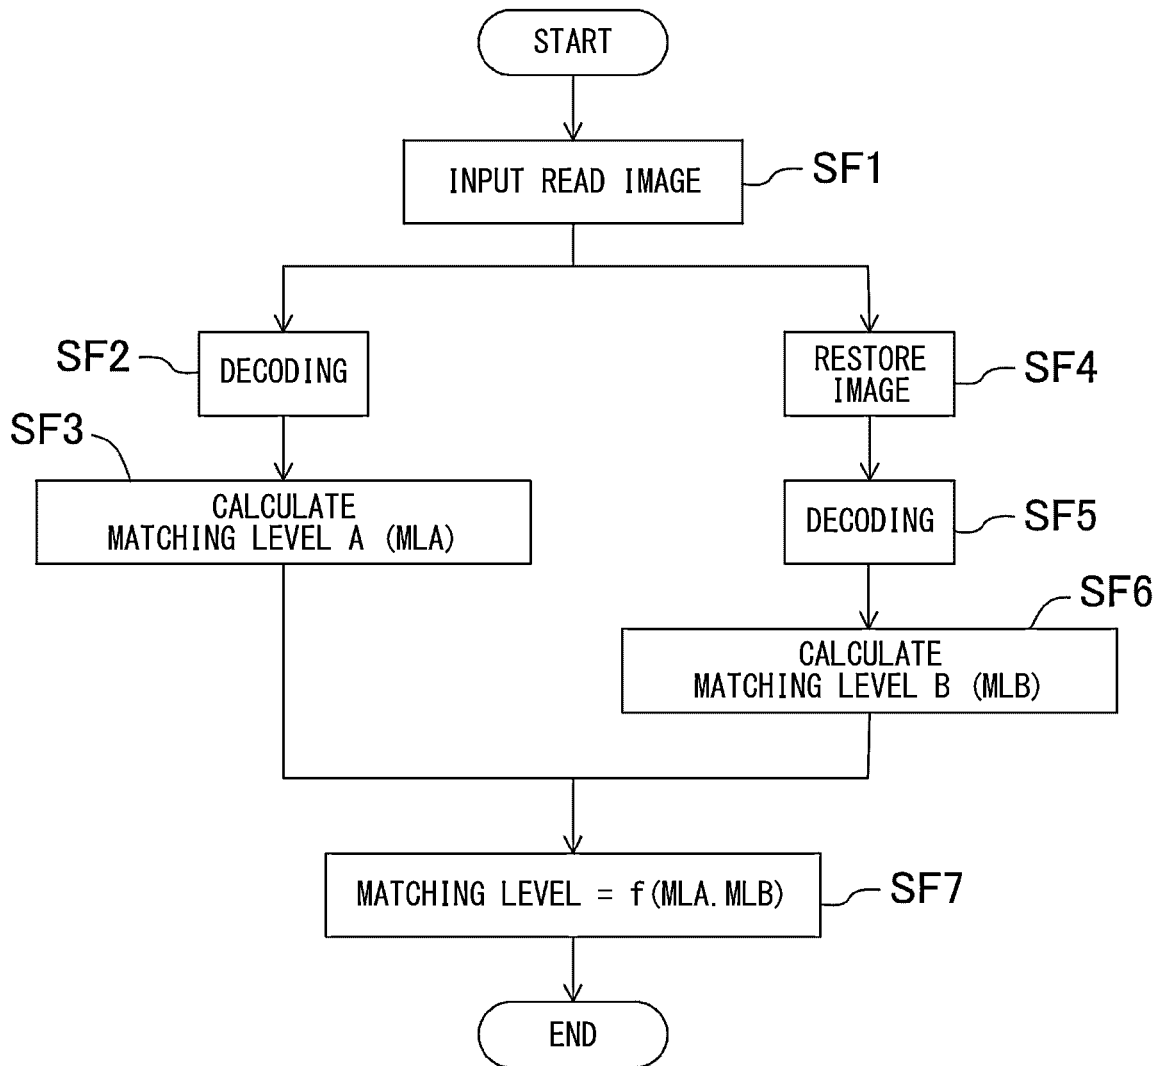 START
INPUT READ IMAGE
SF1
SF2
DECODING
RESTORE
IMAGE
SF4
SF3
CALCULATE
MATCHING LEVEL A (MLA)
DECODING
SF5
SF6
CALCULATE
MATCHING LEVEL B (MLB)
MATCHING LEVEL = f(MLA.MLB)
SF7
END